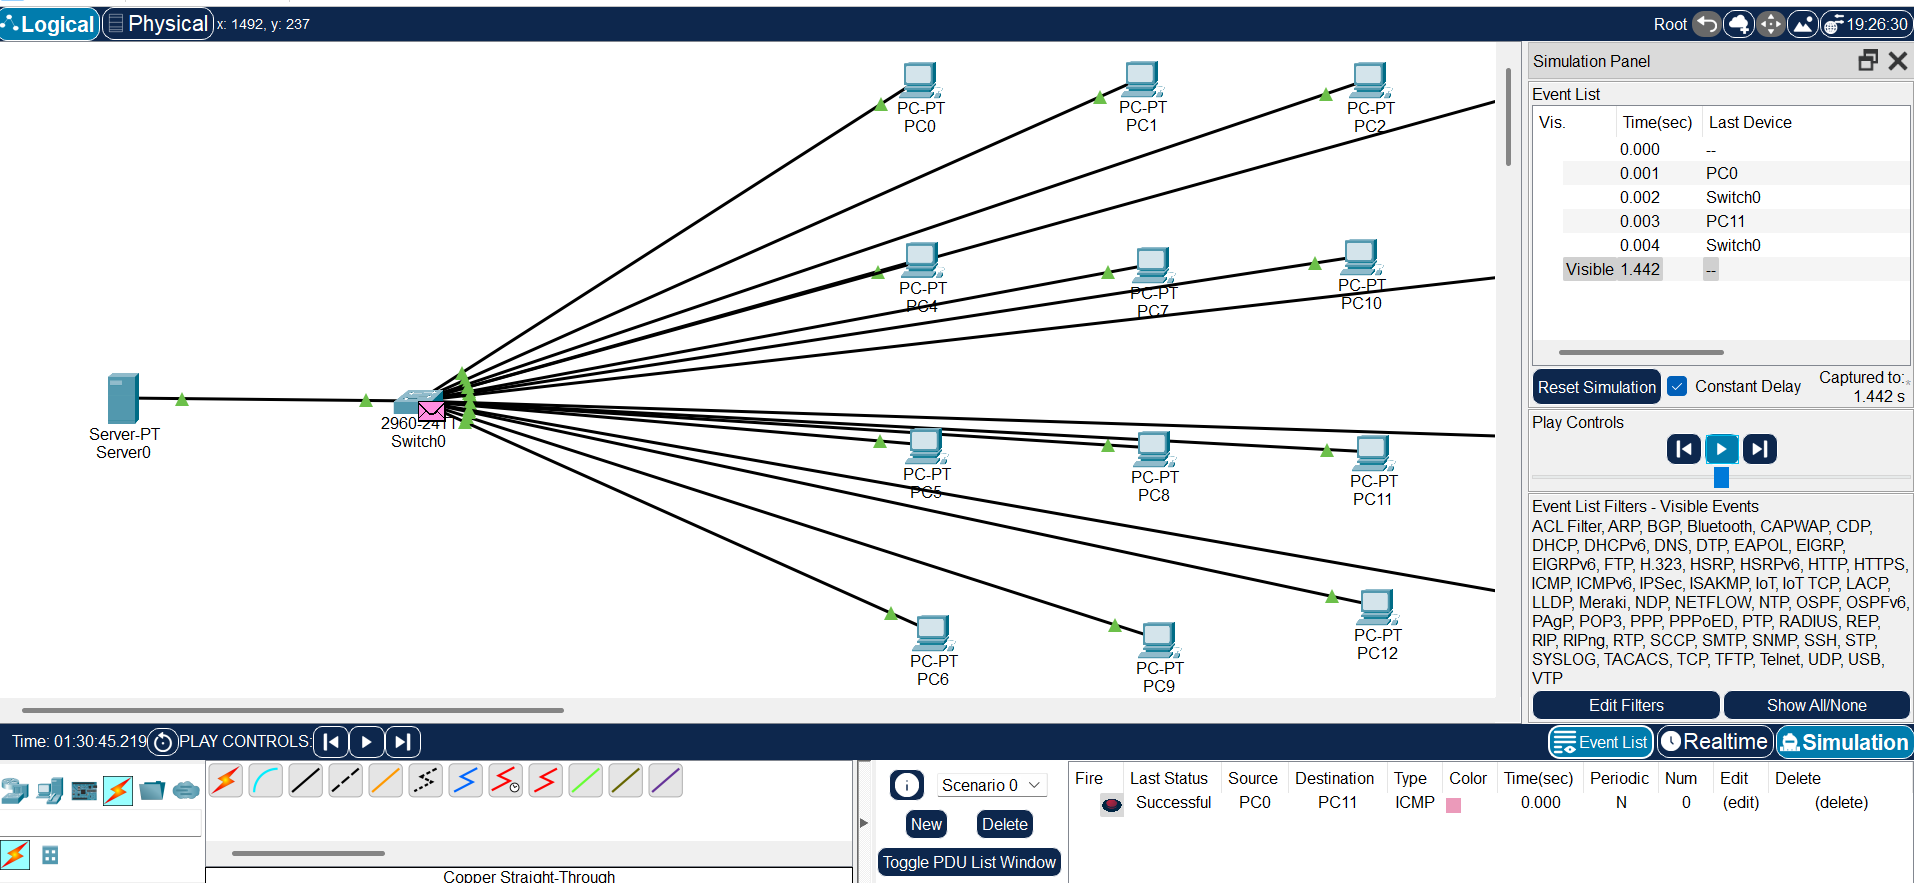 Logical Physical x: 1492, y: 237 Root 19:26:30
PC-PT
PC0
PC-PT
PC1
PC-PT
PC2
PC-PT
PC4
PC-PT
PC7
PC-PT
PC10
Server-PT
Server0
2960-24TT
Switch0
PC-PT
PC5
PC-PT
PC8
PC-PT
PC11
PC-PT
PC6
PC-PT
PC9
PC-PT
PC12
Simulation Panel
Event List
Vis. Time(sec) Last Device
0.000 --
0.001 PC0
0.002 Switch0
0.003 PC11
0.004 Switch0
Visible 1.442 --
Reset Simulation Constant Delay Captured to:*
1.442 s
Play Controls
Event List Filters - Visible Events
ACL Filter, ARP, BGP, Bluetooth, CAPWAP, CDP,
DHCP, DHCPv6, DNS, DTP, EAPOL, EIGRP,
EIGRPv6, FTP, H.323, HSRP, HSRPv6, HTTP, HTTPS,
ICMP, ICMPv6, IPSec, ISAKMP, IoT, IoT TCP, LACP,
LLDP, Meraki, NDP, NETFLOW, NTP, OSPF, OSPFv6,
PAgP, POP3, PPP, PPPoED, PTP, RADIUS, REP,
RIP, RIPng, RTP, SCCP, SMTP, SNMP, SSH, STP,
SYSLOG, TACACS, TCP, TFTP, Telnet, UDP, USB,
VTP
Edit Filters Show All/None
Time: 01:30:45.219 PLAY CONTROLS: Event List Realtime Simulation
Scenario 0
New Delete
Toggle PDU List Window
Fire Last Status Source Destination Type Color Time(sec) Periodic Num Edit Delete
Successful PC0 PC11 ICMP 0.000 N 0 (edit) (delete)
Copper Straight-Through